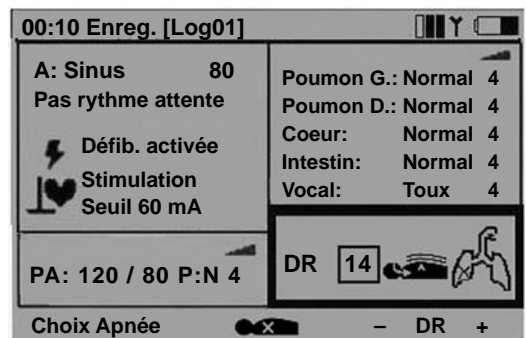 00:10 Enreg. [Log01]
A: Sinus 80
Pas rythme attente
Défib. activée
Stimulation
Seuil 60 mA
PA: 120 / 80 P:N 4
Poumon G.: Normal 4
Poumon D.: Normal 4
Coeur: Normal 4
Intestin: Normal 4
Vocal: Toux 4
DR 14
Choix Apnée – DR +